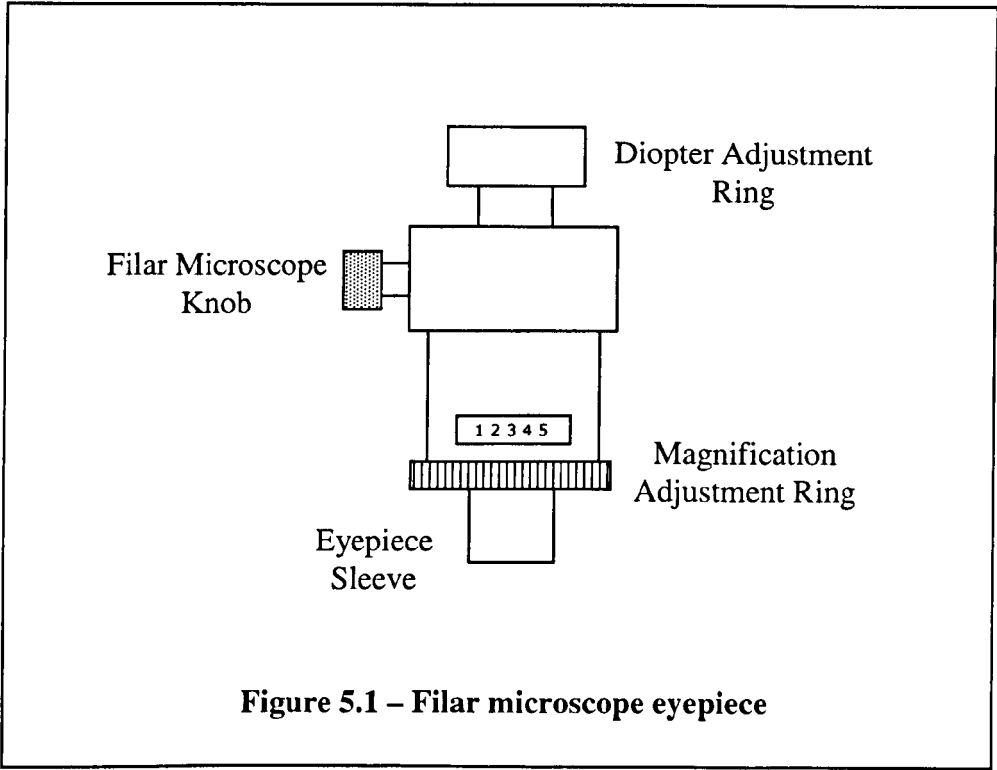 Diopter Adjustment
Ring
Filar Microscope
Knob
1 2 3 4 5
Magnification
Adjustment Ring
Eyepiece
Sleeve
Figure 5.1 – Filar microscope eyepiece